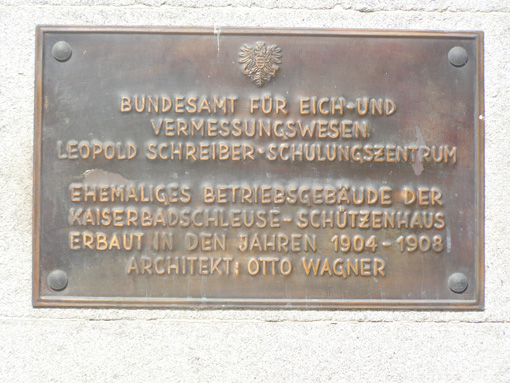 BUNDESAMT FÜR EICH-UND
VERMESSUNGSWESEN
LEOPOLD SCHREIBER-SCHULUNGSZENTRUM
EHEMALIGES BETRIEBSGEBÄUDE DER
KAISERBADSCHLEUSE-SCHÜTZENHAUS
ERBAUT IN DEN JAHREN 1904-1908
ARCHITEKT: OTTO WAGNER